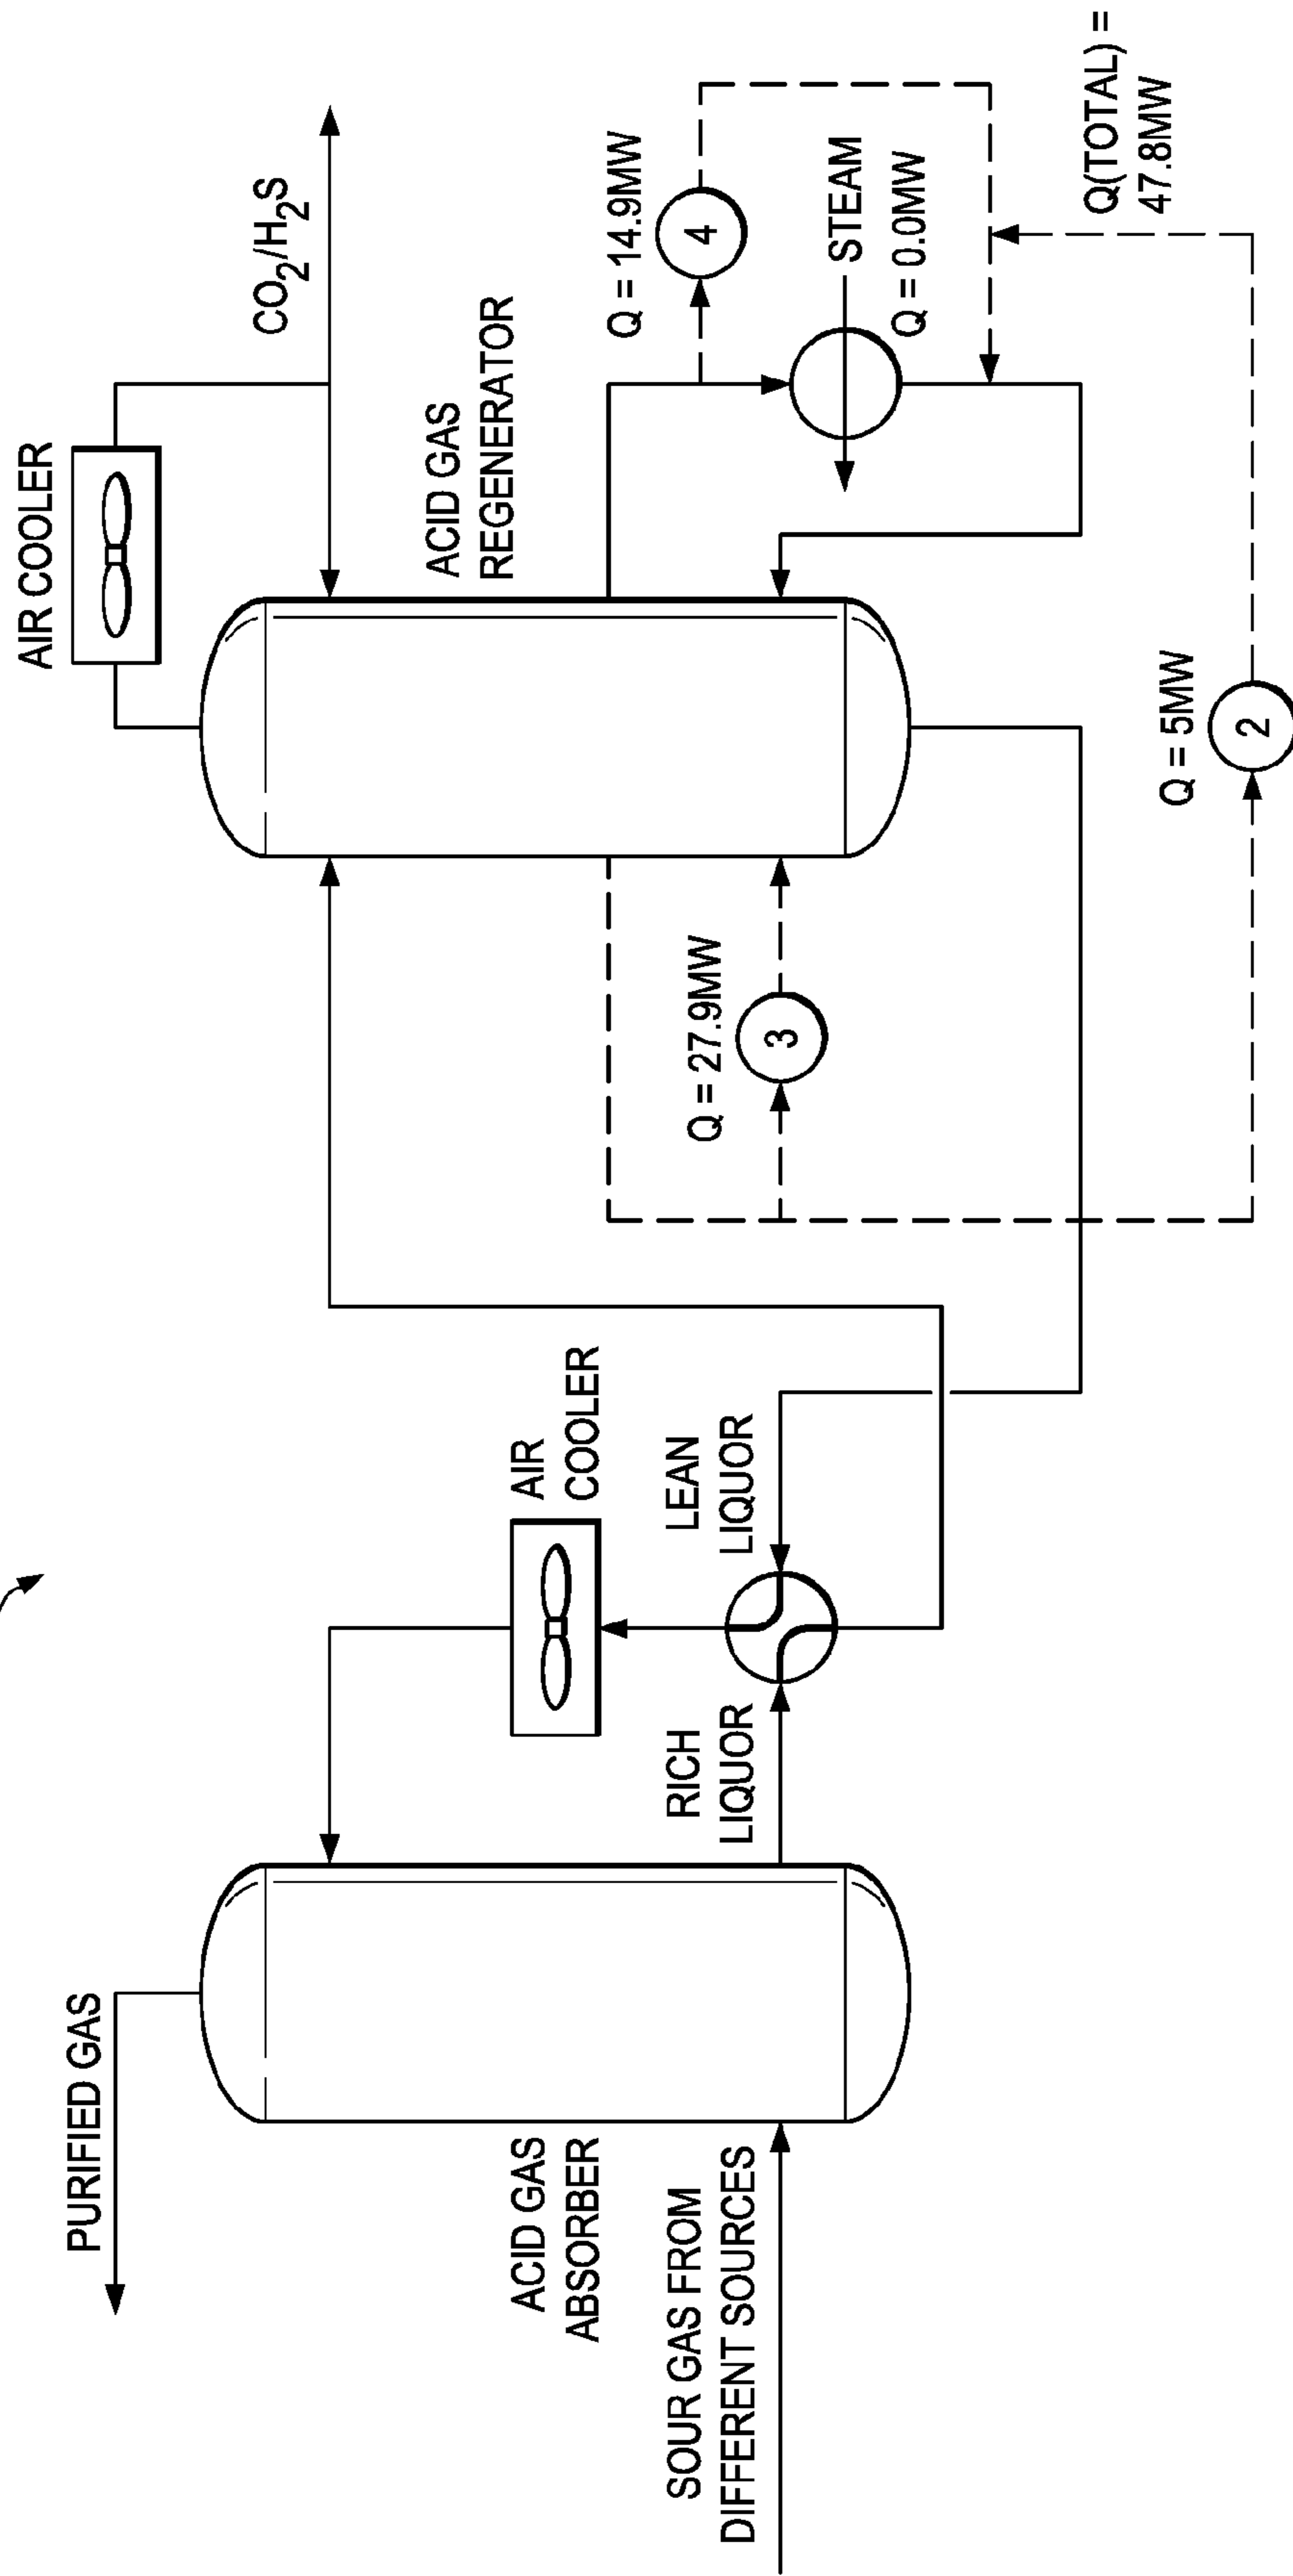 PURIFIED GAS
AIR COOLER
CO2/H2S
ACID GAS
ABSORBER
AIR
COOLER
ACID GAS
REGENERATOR
Q = 14.9MW
4
SOUR GAS FROM
DIFFERENT SOURCES
RICH
LIQUOR
LEAN
LIQUOR
Q = 27.9MW
3
STEAM
Q = 0.0MW
Q = 5MW
2
Q(TOTAL) =
47.8MW